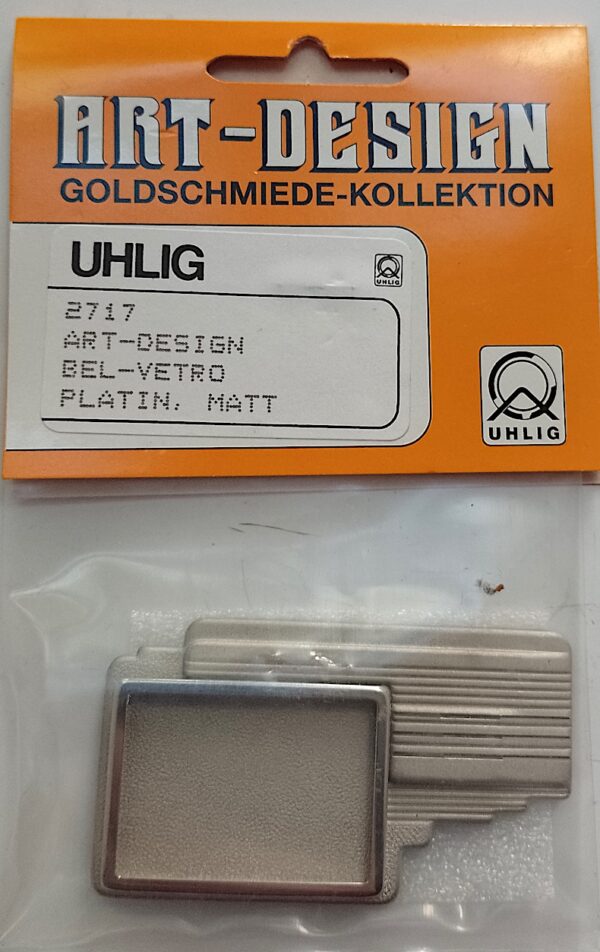 ART-DESIGN
GOLDSCHMIEDE-KOLLEKTION
UHLIG
UHLIG
2717
ART-DESIGN
BEL-VETRO
PLATIN, MATT
UHLIG